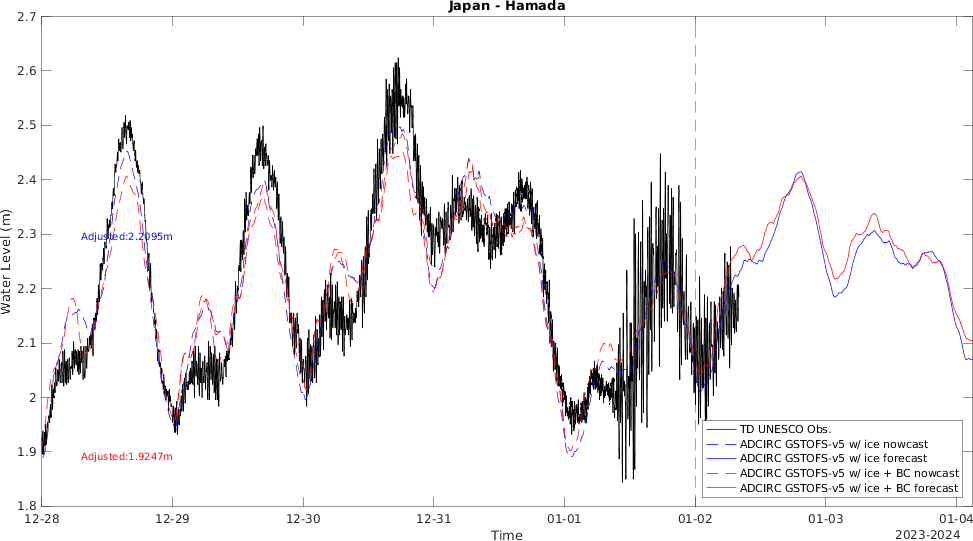 Japan - Hamada
2.7
2.6
2.5
2.4
2.3
2.2
2.1
2
1.9
1.8
Water Level (m)
Adjusted:2.2095m
Adjusted:1.9247m
TD UNESCO Obs.
ADCIRC GSTOFS-v5 w/ ice nowcast
ADCIRC GSTOFS-v5 w/ ice forecast
ADCIRC GSTOFS-v5 w/ ice + BC nowcast
ADCIRC GSTOFS-v5 w/ ice + BC forecast
12-28 12-29 12-30 12-31 01-01 01-02 01-03 01-04
Time
2023-2024